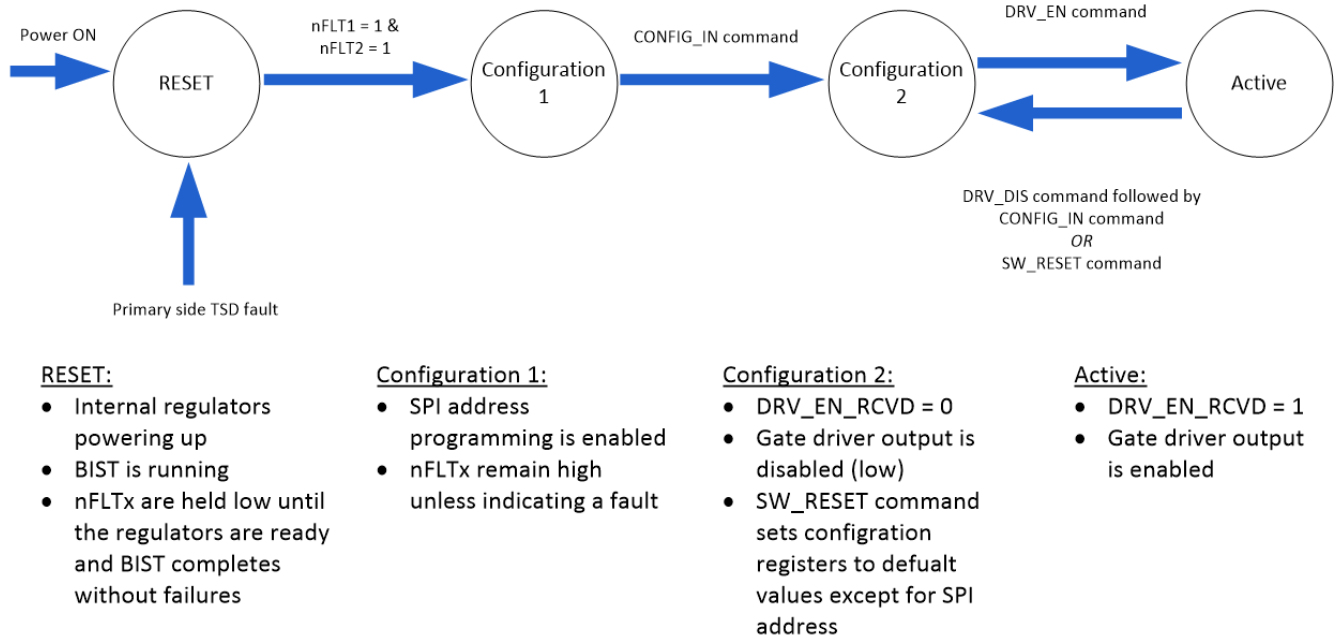 Power ON
RESET
nFLT1 = 1 &
nFLT2 = 1
Configuration
1
CONFIG_IN command
Configuration
2
DRV_EN command
Active
DRV_DIS command followed by
CONFIG_IN command
OR
SW_RESET command
Primary side TSD fault
RESET:
• Internal regulators
powering up
• BIST is running
• nFLTx are held low until
the regulators are ready
and BIST completes
without failures
Configuration 1:
• SPI address
programming is enabled
• nFLTx remain high
unless indicating a fault
Configuration 2:
• DRV_EN_RCVD = 0
• Gate driver output is
disabled (low)
• SW_RESET command
sets configration
registers to defualt
values except for SPI
address
Active:
• DRV_EN_RCVD = 1
• Gate driver output
is enabled